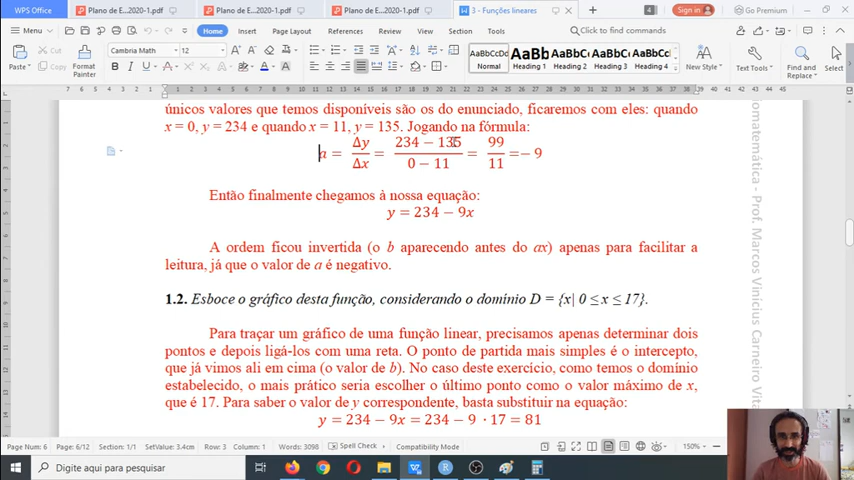 WPS Office
Plano de E...2020-1-.pdf
Plano de E...2020-1-.pdf
Plano de E...2020-1-.pdf
3 - Funções lineares
4
Sign in
Go Premium
Menu
Home
Insert
Page Layout
References
Review
View
Section
Tools
Click to find commands
Paste
Format
Painter
Cambria Math
12
B I U
AaBbCcDd
Normal
AaBb
Heading 1
AaBb(
Heading 2
AaBbC(
Heading 3
New Style
Text Tools
Find and
Replace
Select
únicos valores que temos disponíveis são os do enunciado, ficaremos com eles: quando
x = 0, y = 234 e quando x = 11, y = 135. Jogando na fórmula:
a = Δy/Δx = 234 − 135/0 − 11 = 99/11 =− 9
Então finalmente chegamos à nossa equação:
y = 234 − 9x
A ordem ficou invertida (o b aparecendo antes do ax) apenas para facilitar a
leitura, já que o valor de a é negativo.
1.2. Esboce o gráfico desta função, considerando o domínio D = {x| 0 ≤ x ≤ 17}.
Para traçar um gráfico de uma função linear, precisamos apenas determinar dois
pontos e depois ligá-los com uma reta. O ponto de partida mais simples é o intercepto,
que já vimos ali em cima (o valor de b). No caso deste exercício, como temos o domínio
estabelecido, o mais prático seria escolher o último ponto como o valor máximo de x,
que é 17. Para saber o valor de y correspondente, basta substituir na equação:
y = 234 − 9x = 234 − 9 · 17 = 81
omatemática - Prof. Marcos Vinicius Carneiro Vita
Page Num: 6 Page: 6/12 Section: 1/1 SetValue: 3.4cm Row: 3 Column: 1 Words: 3098 Spell Check Compatibility Mode 150%
Digite aqui para pesquisar